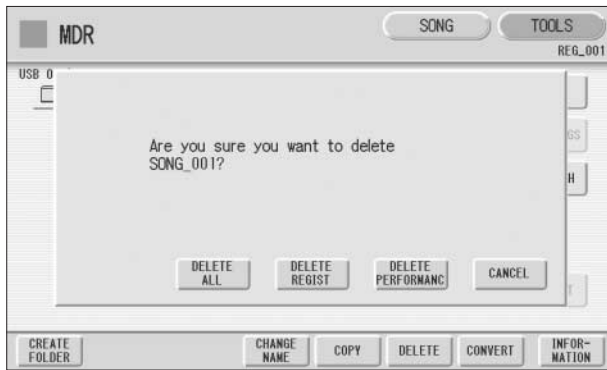 MDR
SONG
TOOLS
REG_001
USB 0
GS
H
Are you sure you want to delete
SONG_001?
DELETE
ALL
DELETE
REGIST
DELETE
PERFORMANC
CANCEL
T
CREATE
FOLDER
CHANGE
NAME
COPY
DELETE
CONVERT
INFOR-
MATION